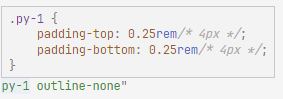 .py-1 {
    padding-top: 0.25rem/* 4px */;
    padding-bottom: 0.25rem/* 4px */;
}
py-1 outline-none"